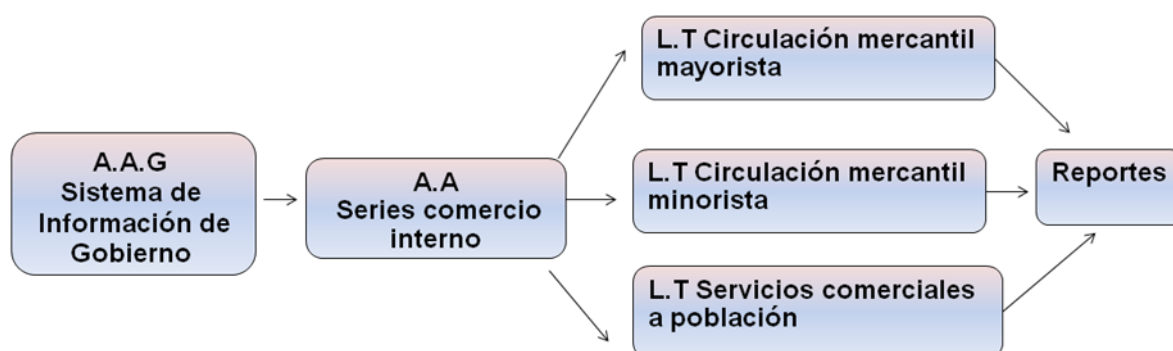 A.A.G
Sistema de
Información de
Gobierno
A.A
Series comercio
interno
L.T Circulación mercantil
mayorista
L.T Circulación mercantil
minorista
L.T Servicios comerciales
a población
Reportes